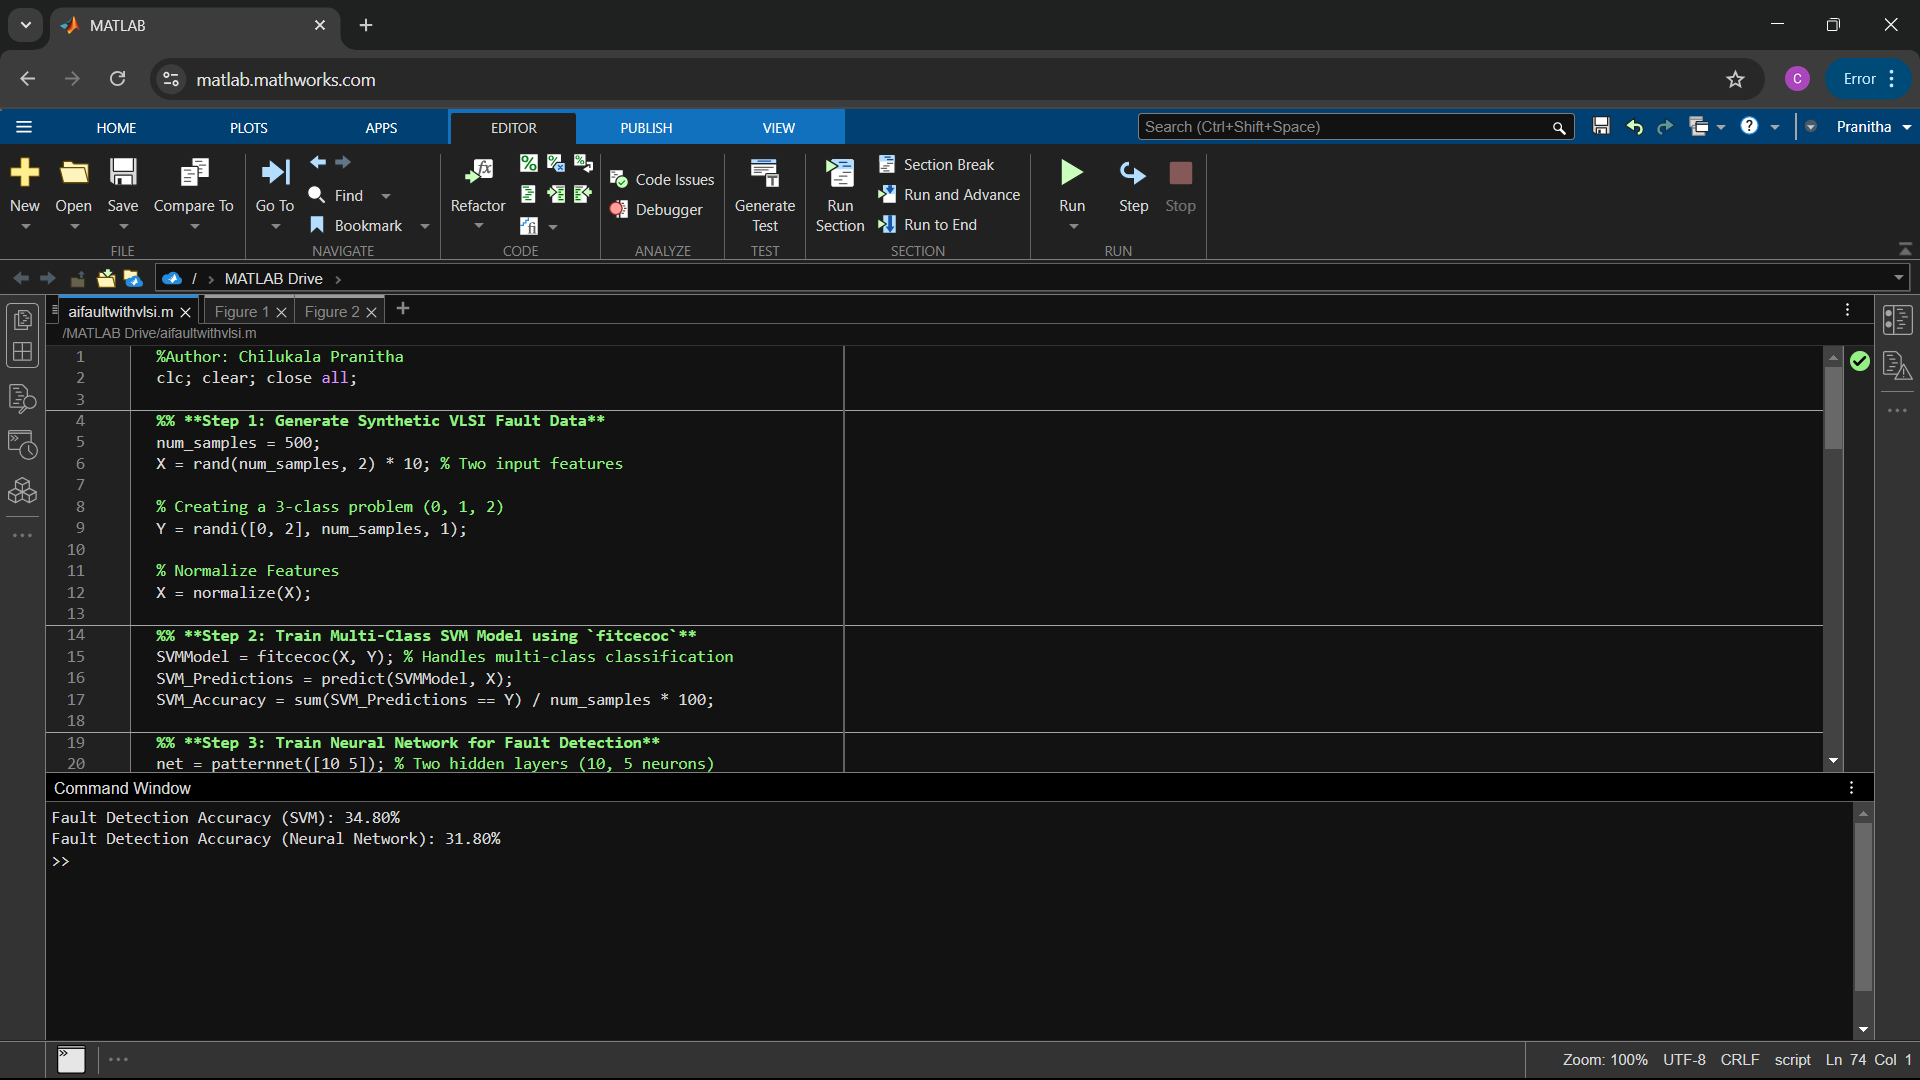 MATLAB
matlab.mathworks.com
C
Error
HOME PLOTS APPS EDITOR PUBLISH VIEW
Search (Ctrl+Shift+Space)
Pranitha
New Open Save Compare To
FILE
Go To
Find
Bookmark
NAVIGATE
Refactor
CODE
Code Issues
Debugger
ANALYZE
Generate
Test
TEST
Run
Section
Section Break
Run and Advance
Run to End
SECTION
Run Step Stop
RUN
/ › MATLAB Drive ›
aifaultwithvlsi.m Figure 1 Figure 2
/MATLAB Drive/aifaultwithvlsi.m
1 %Author: Chilukala Pranitha
2 clc; clear; close all;
3
4 %% **Step 1: Generate Synthetic VLSI Fault Data**
5 num_samples = 500;
6 X = rand(num_samples, 2) * 10; % Two input features
7
8 % Creating a 3-class problem (0, 1, 2)
9 Y = randi([0, 2], num_samples, 1);
10
11 % Normalize Features
12 X = normalize(X);
13
14 %% **Step 2: Train Multi-Class SVM Model using `fitcecoc`**
15 SVMModel = fitcecoc(X, Y); % Handles multi-class classification
16 SVM_Predictions = predict(SVMModel, X);
17 SVM_Accuracy = sum(SVM_Predictions == Y) / num_samples * 100;
18
19 %% **Step 3: Train Neural Network for Fault Detection**
20 net = patternnet([10 5]); % Two hidden layers (10, 5 neurons)
Command Window
Fault Detection Accuracy (SVM): 34.80%
Fault Detection Accuracy (Neural Network): 31.80%
>>
Zoom: 100% UTF-8 CRLF script Ln 74 Col 1